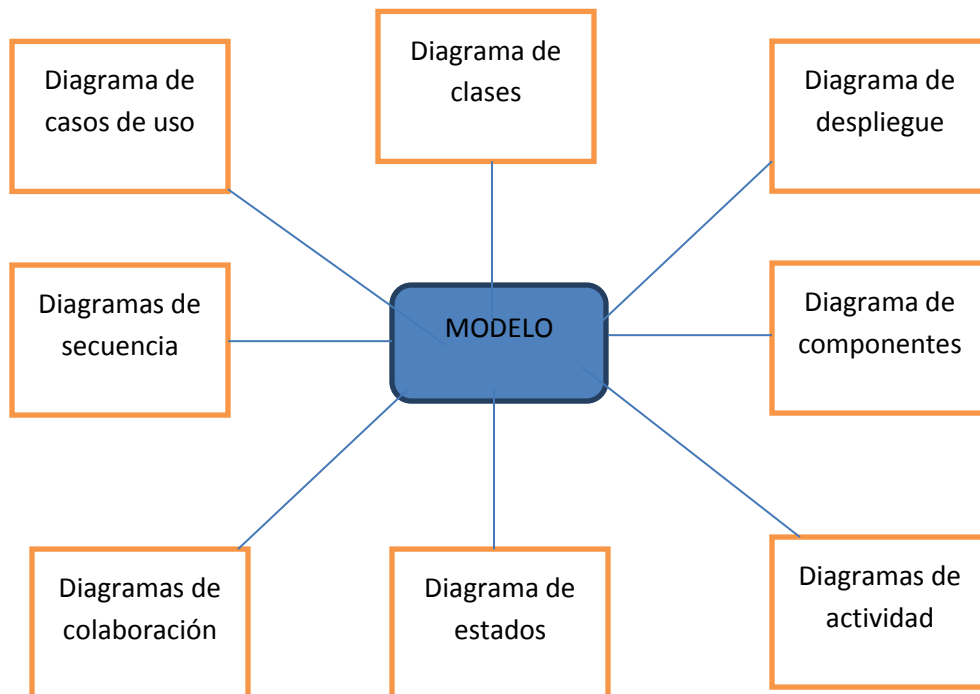 Diagrama de
casos de uso
Diagrama de
clases
Diagrama de
despliegue
Diagramas de
secuencia
MODELO
Diagrama de
componentes
Diagramas de
colaboración
Diagrama de
estados
Diagramas de
actividad